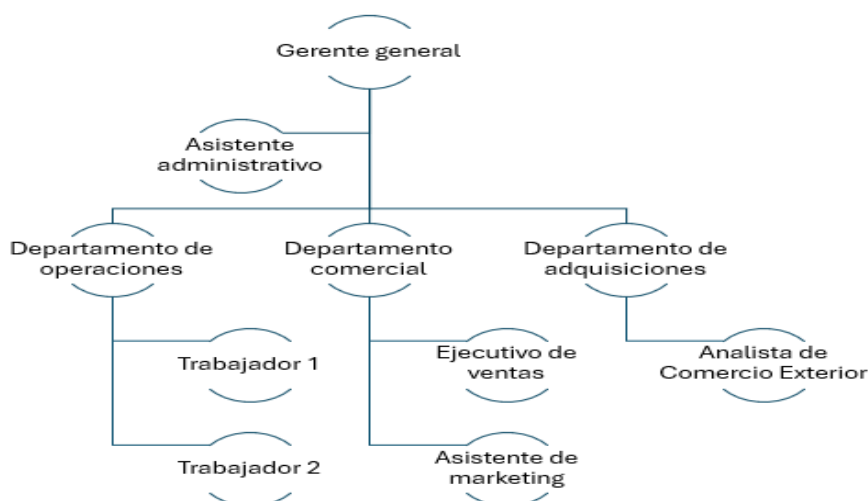 Gerente general
Asistente
administrativo
Departamento de
operaciones
Departamento
comercial
Departamento de
adquisiciones
Trabajador 1
Ejecutivo de
ventas
Analista de
Comercio Exterior
Trabajador 2
Asistente de
marketing